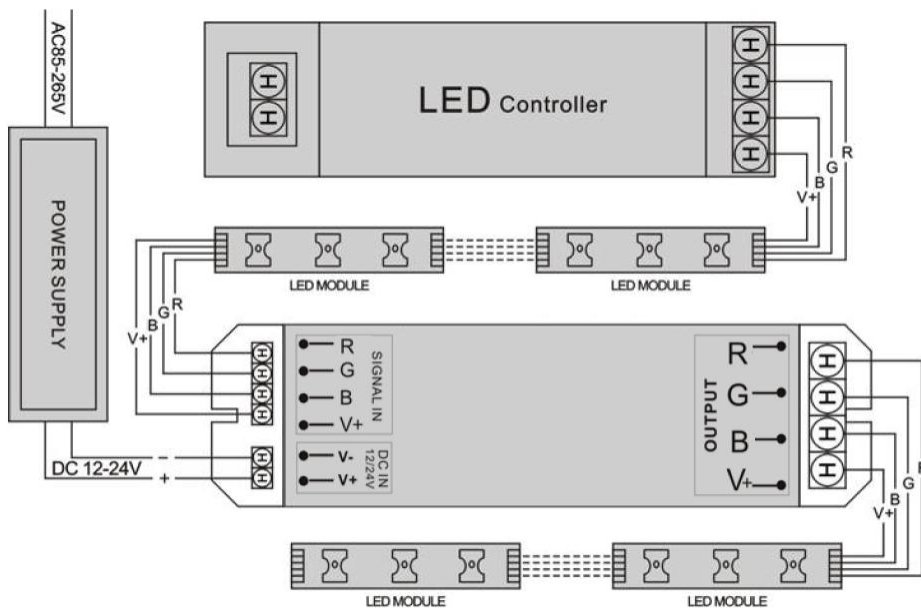 AC85-265V
POWER SUPPLY
DC 12-24V
−
+
LED Controller
R
G
B
V+
LED MODULE
LED MODULE
R
G
B
V+
R
G
B
V+
SIGNAL IN
V-
V+
DC IN
12/24V
R
G
B
V+
OUTPUT
G
B
V+
LED MODULE
LED MODULE